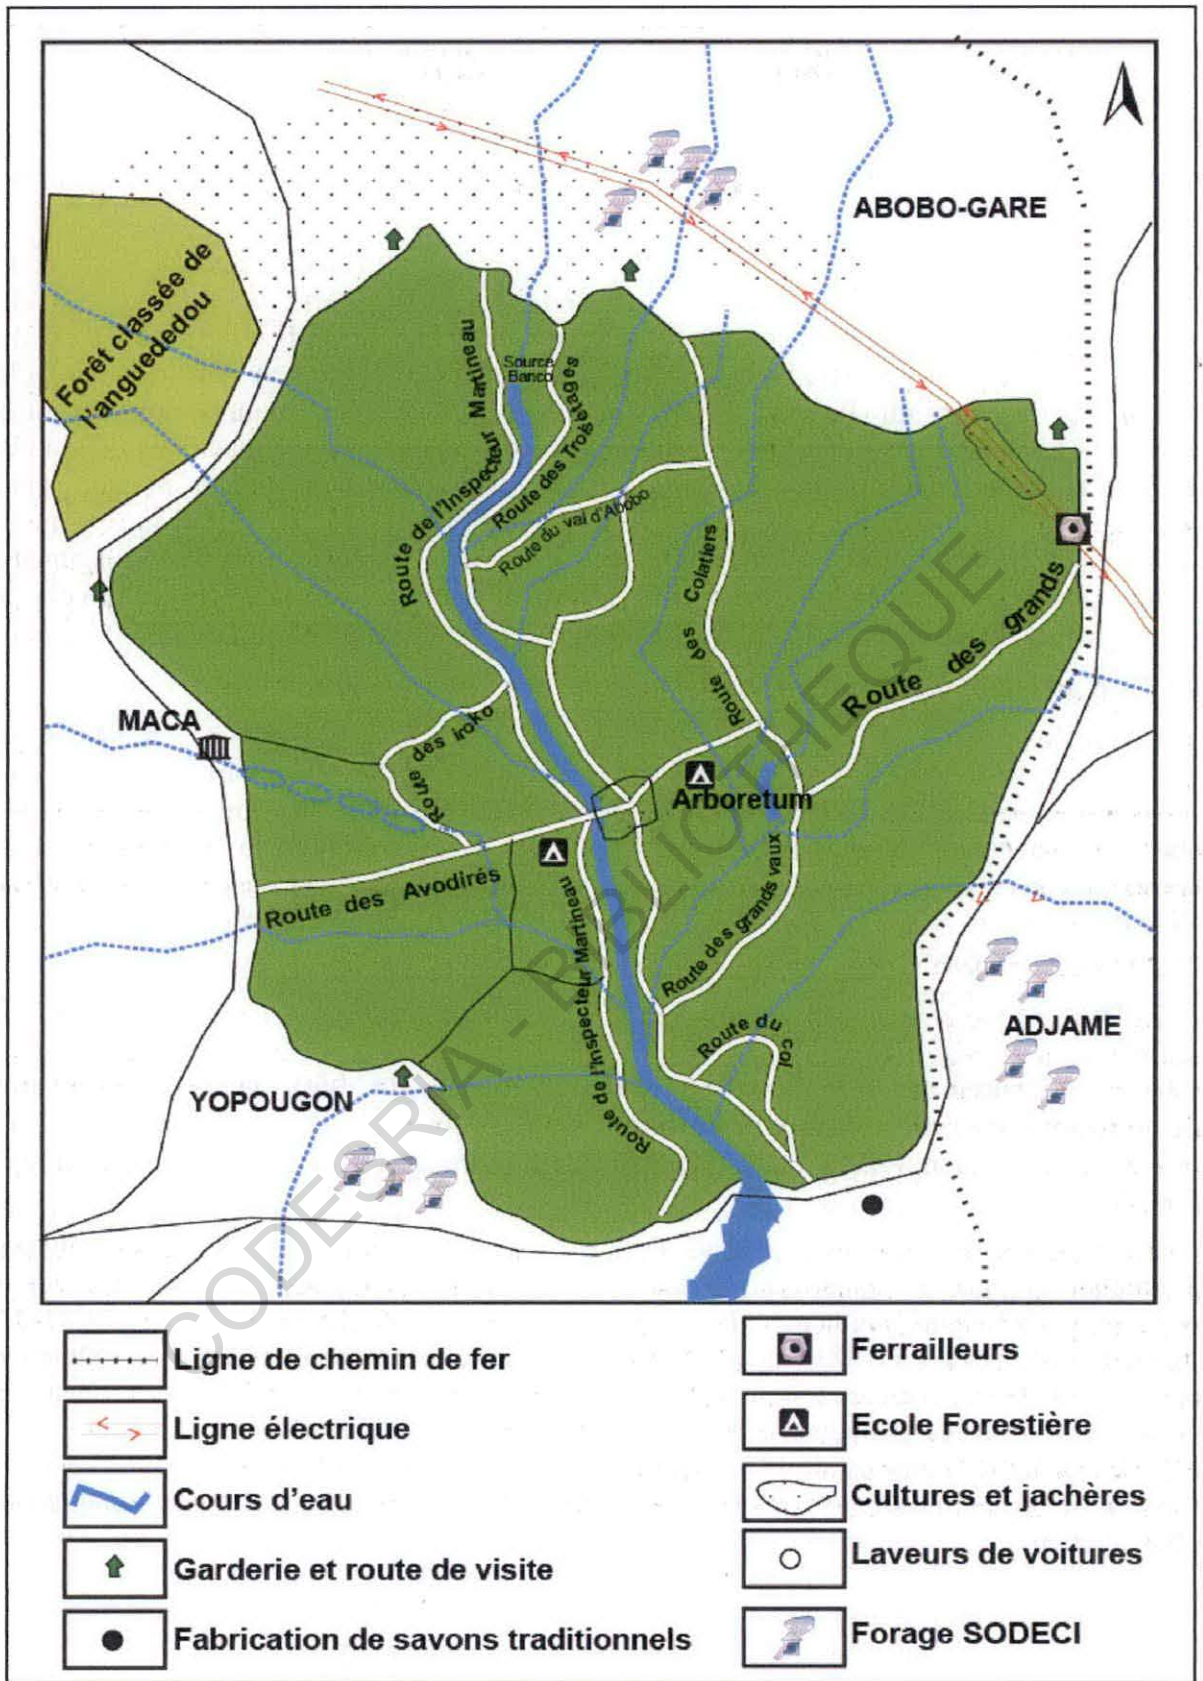 ABOBO-GARE
Forêt classée de
l'anguededou
Route de l'Inspecteur Martineau
Source
Banco
Route des Trois étages
Route du val d'Abobo
Route des Colatiers
Route des grands
MACA
Route des iroko
Arboretum
Route des Avodirés
Route de l'Inspecteur Martineau
Route des grands vaux
Route du col
ADJAME
YOPOUGON
CODESRIA - BIBLIOTHEQUE
Ligne de chemin de fer
Ligne électrique
Cours d'eau
Garderie et route de visite
Fabrication de savons traditionnels
Ferrailleurs
Ecole Forestière
Cultures et jachères
Laveurs de voitures
Forage SODECI